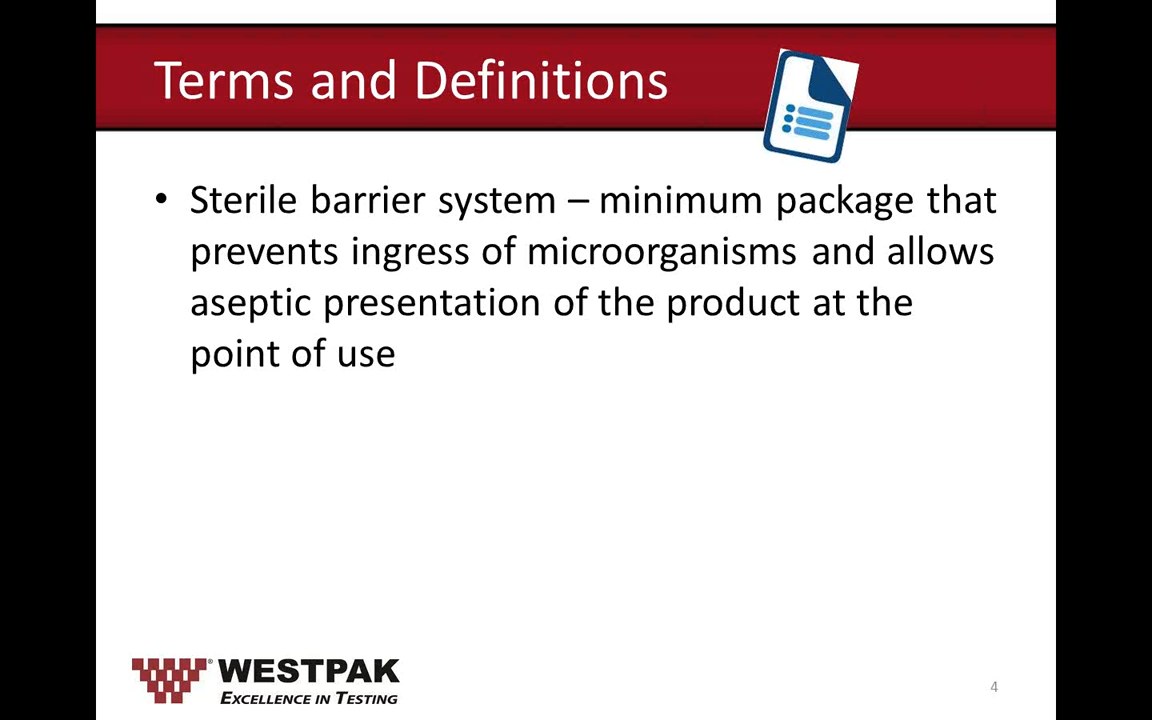 Terms and Definitions
• Sterile barrier system – minimum package that
prevents ingress of microorganisms and allows
aseptic presentation of the product at the
point of use
® WESTPAK
EXCELLENCE IN TESTING
4